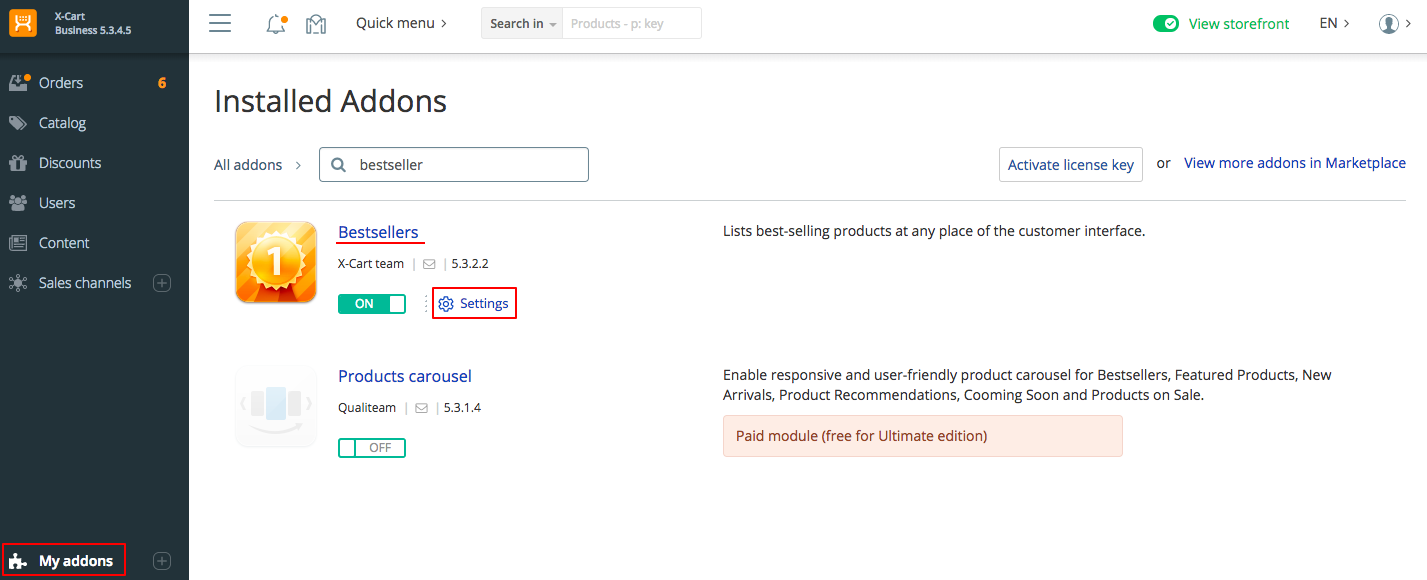 X-Cart
Business 5.3.4.5
Quick menu
Search in
Products - p: key
View storefront
EN
Orders
6
Catalog
Discounts
Users
Content
Sales channels
My addons
Installed Addons
All addons
bestseller
Activate license key
or
View more addons in Marketplace
1
Bestsellers
X-Cart team | | 5.3.2.2
ON
Settings
Lists best-selling products at any place of the customer interface.
Products carousel
Qualiteam | | 5.3.1.4
OFF
Enable responsive and user-friendly product carousel for Bestsellers, Featured Products, New
Arrivals, Product Recommendations, Cooming Soon and Products on Sale.
Paid module (free for Ultimate edition)